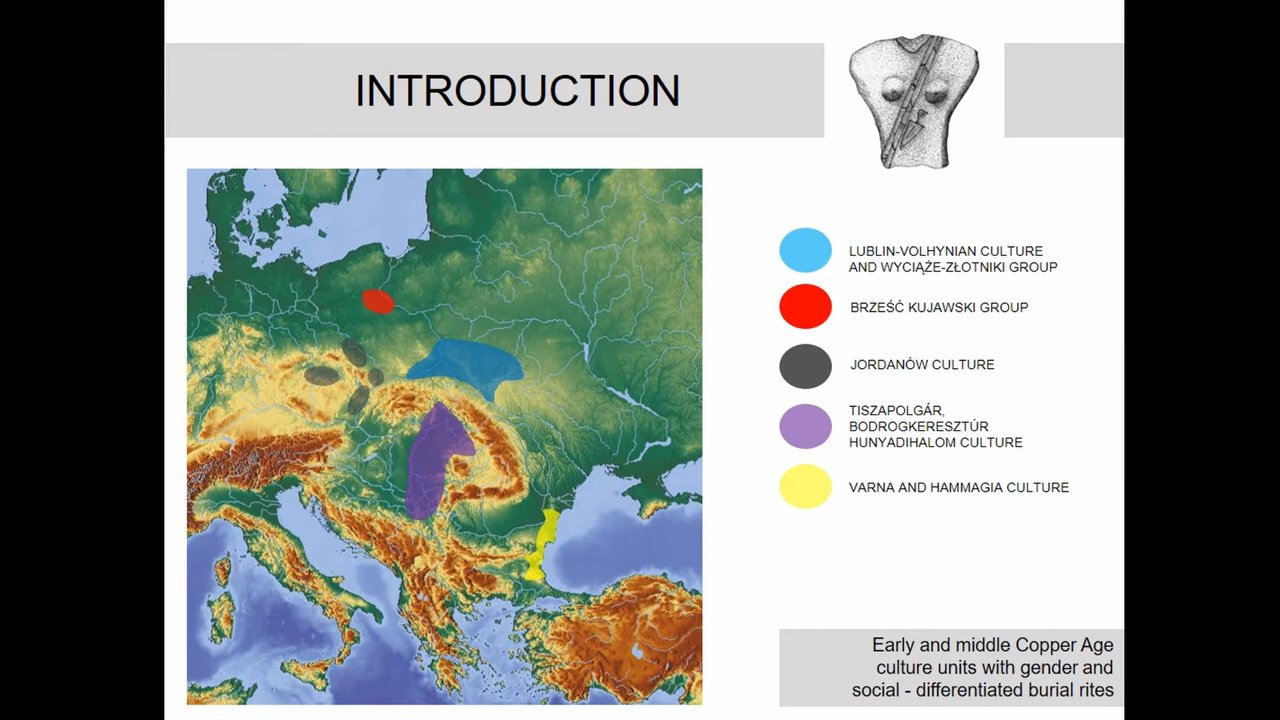 INTRODUCTION
LUBLIN-VOLHYNIAN CULTURE
AND WYCIĄŻE-ZŁOTNIKI GROUP
BRZEŚĆ KUJAWSKI GROUP
JORDANÓW CULTURE
TISZAPOLGÁR,
BODROGKERESZTÚR
HUNYADIHALOM CULTURE
VARNA AND HAMMAGIA CULTURE
Early and middle Copper Age
culture units with gender and
social - differentiated burial rites